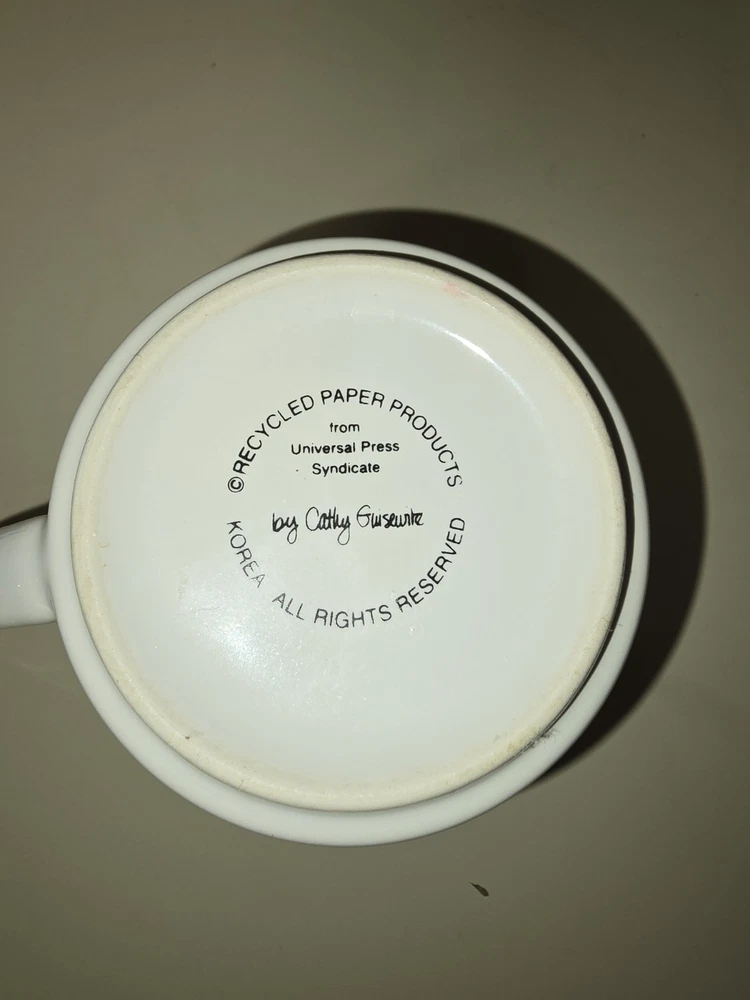 ©RECYCLED PAPER PRODUCTS
from
Universal Press
Syndicate
by Cathy Guisewite
KOREA ALL RIGHTS RESERVED